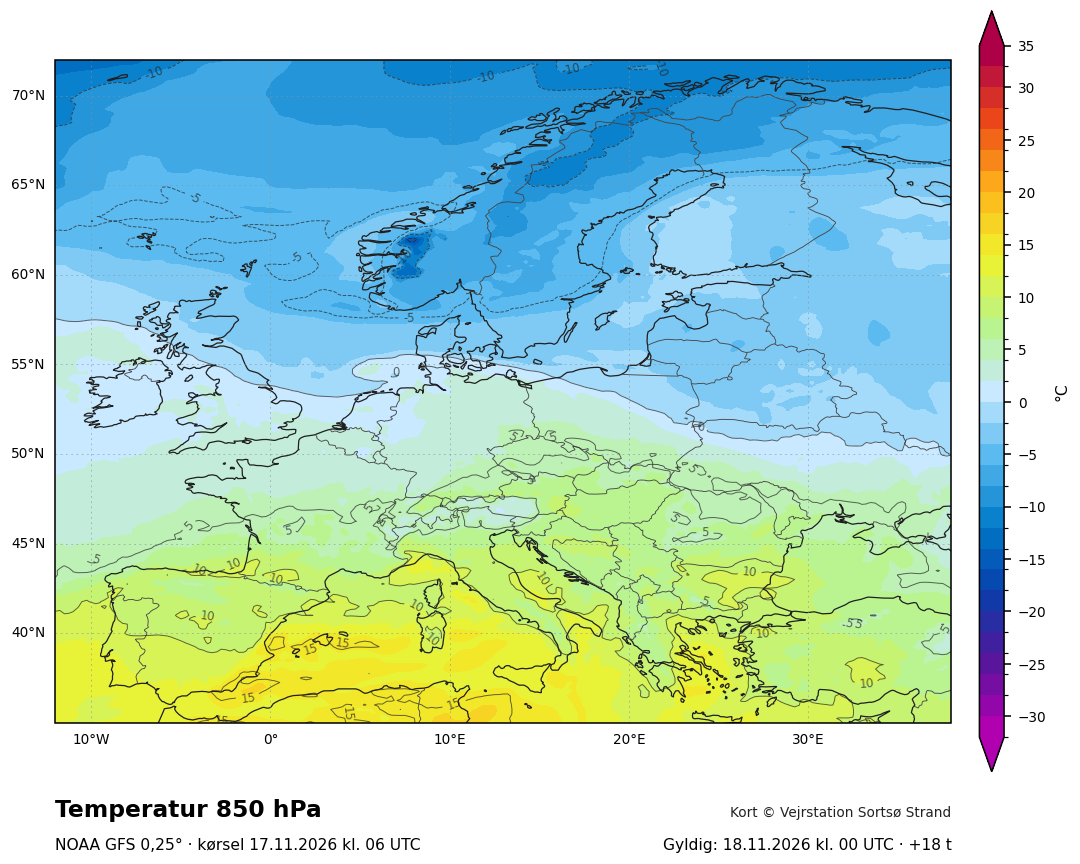 35
30
25
20
15
10
5
0
−5
−10
−15
−20
−25
−30
°C
70°N
65°N
60°N
55°N
50°N
45°N
40°N
10°W
0°
10°E
20°E
30°E
Temperatur 850 hPa
Kort © Vejrstation Sortsø Strand
NOAA GFS 0,25° · kørsel 17.11.2026 kl. 06 UTC
Gyldig: 18.11.2026 kl. 00 UTC · +18 t